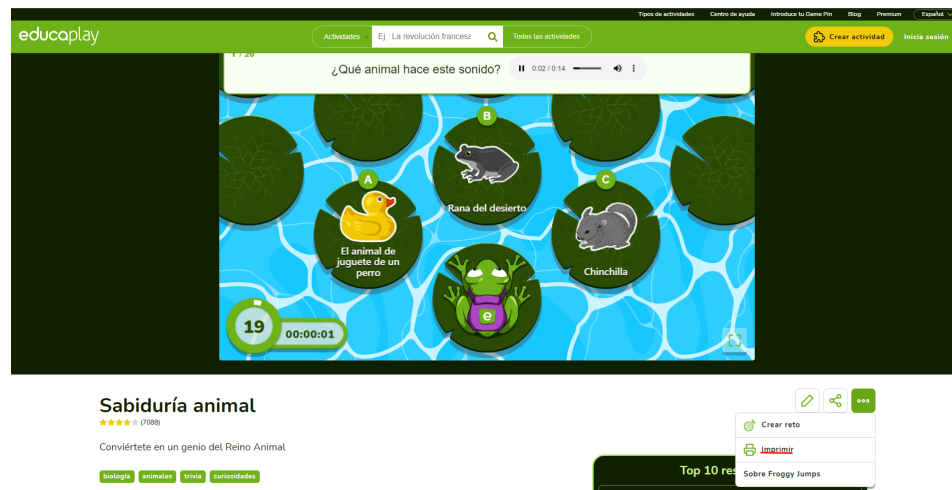 Tipos de actividades Centro de ayuda Introduce tu Game Pin Blog Premium Español
educaplay Actividades Ej.: La revolución francesa Todas las actividades Crear actividad Inicia sesión
1 / 20
¿Qué animal hace este sonido? 0:02 / 0:14
B
A
C
Rana del desierto
El animal de
juguete de un
perro
Chinchilla
e
19 00:00:01
Sabiduría animal
(7088)
Crear reto
Conviértete en un genio del Reino Animal
Imprimir
Top 10 res
Sobre Froggy Jumps
biología animales trivia curiosidades